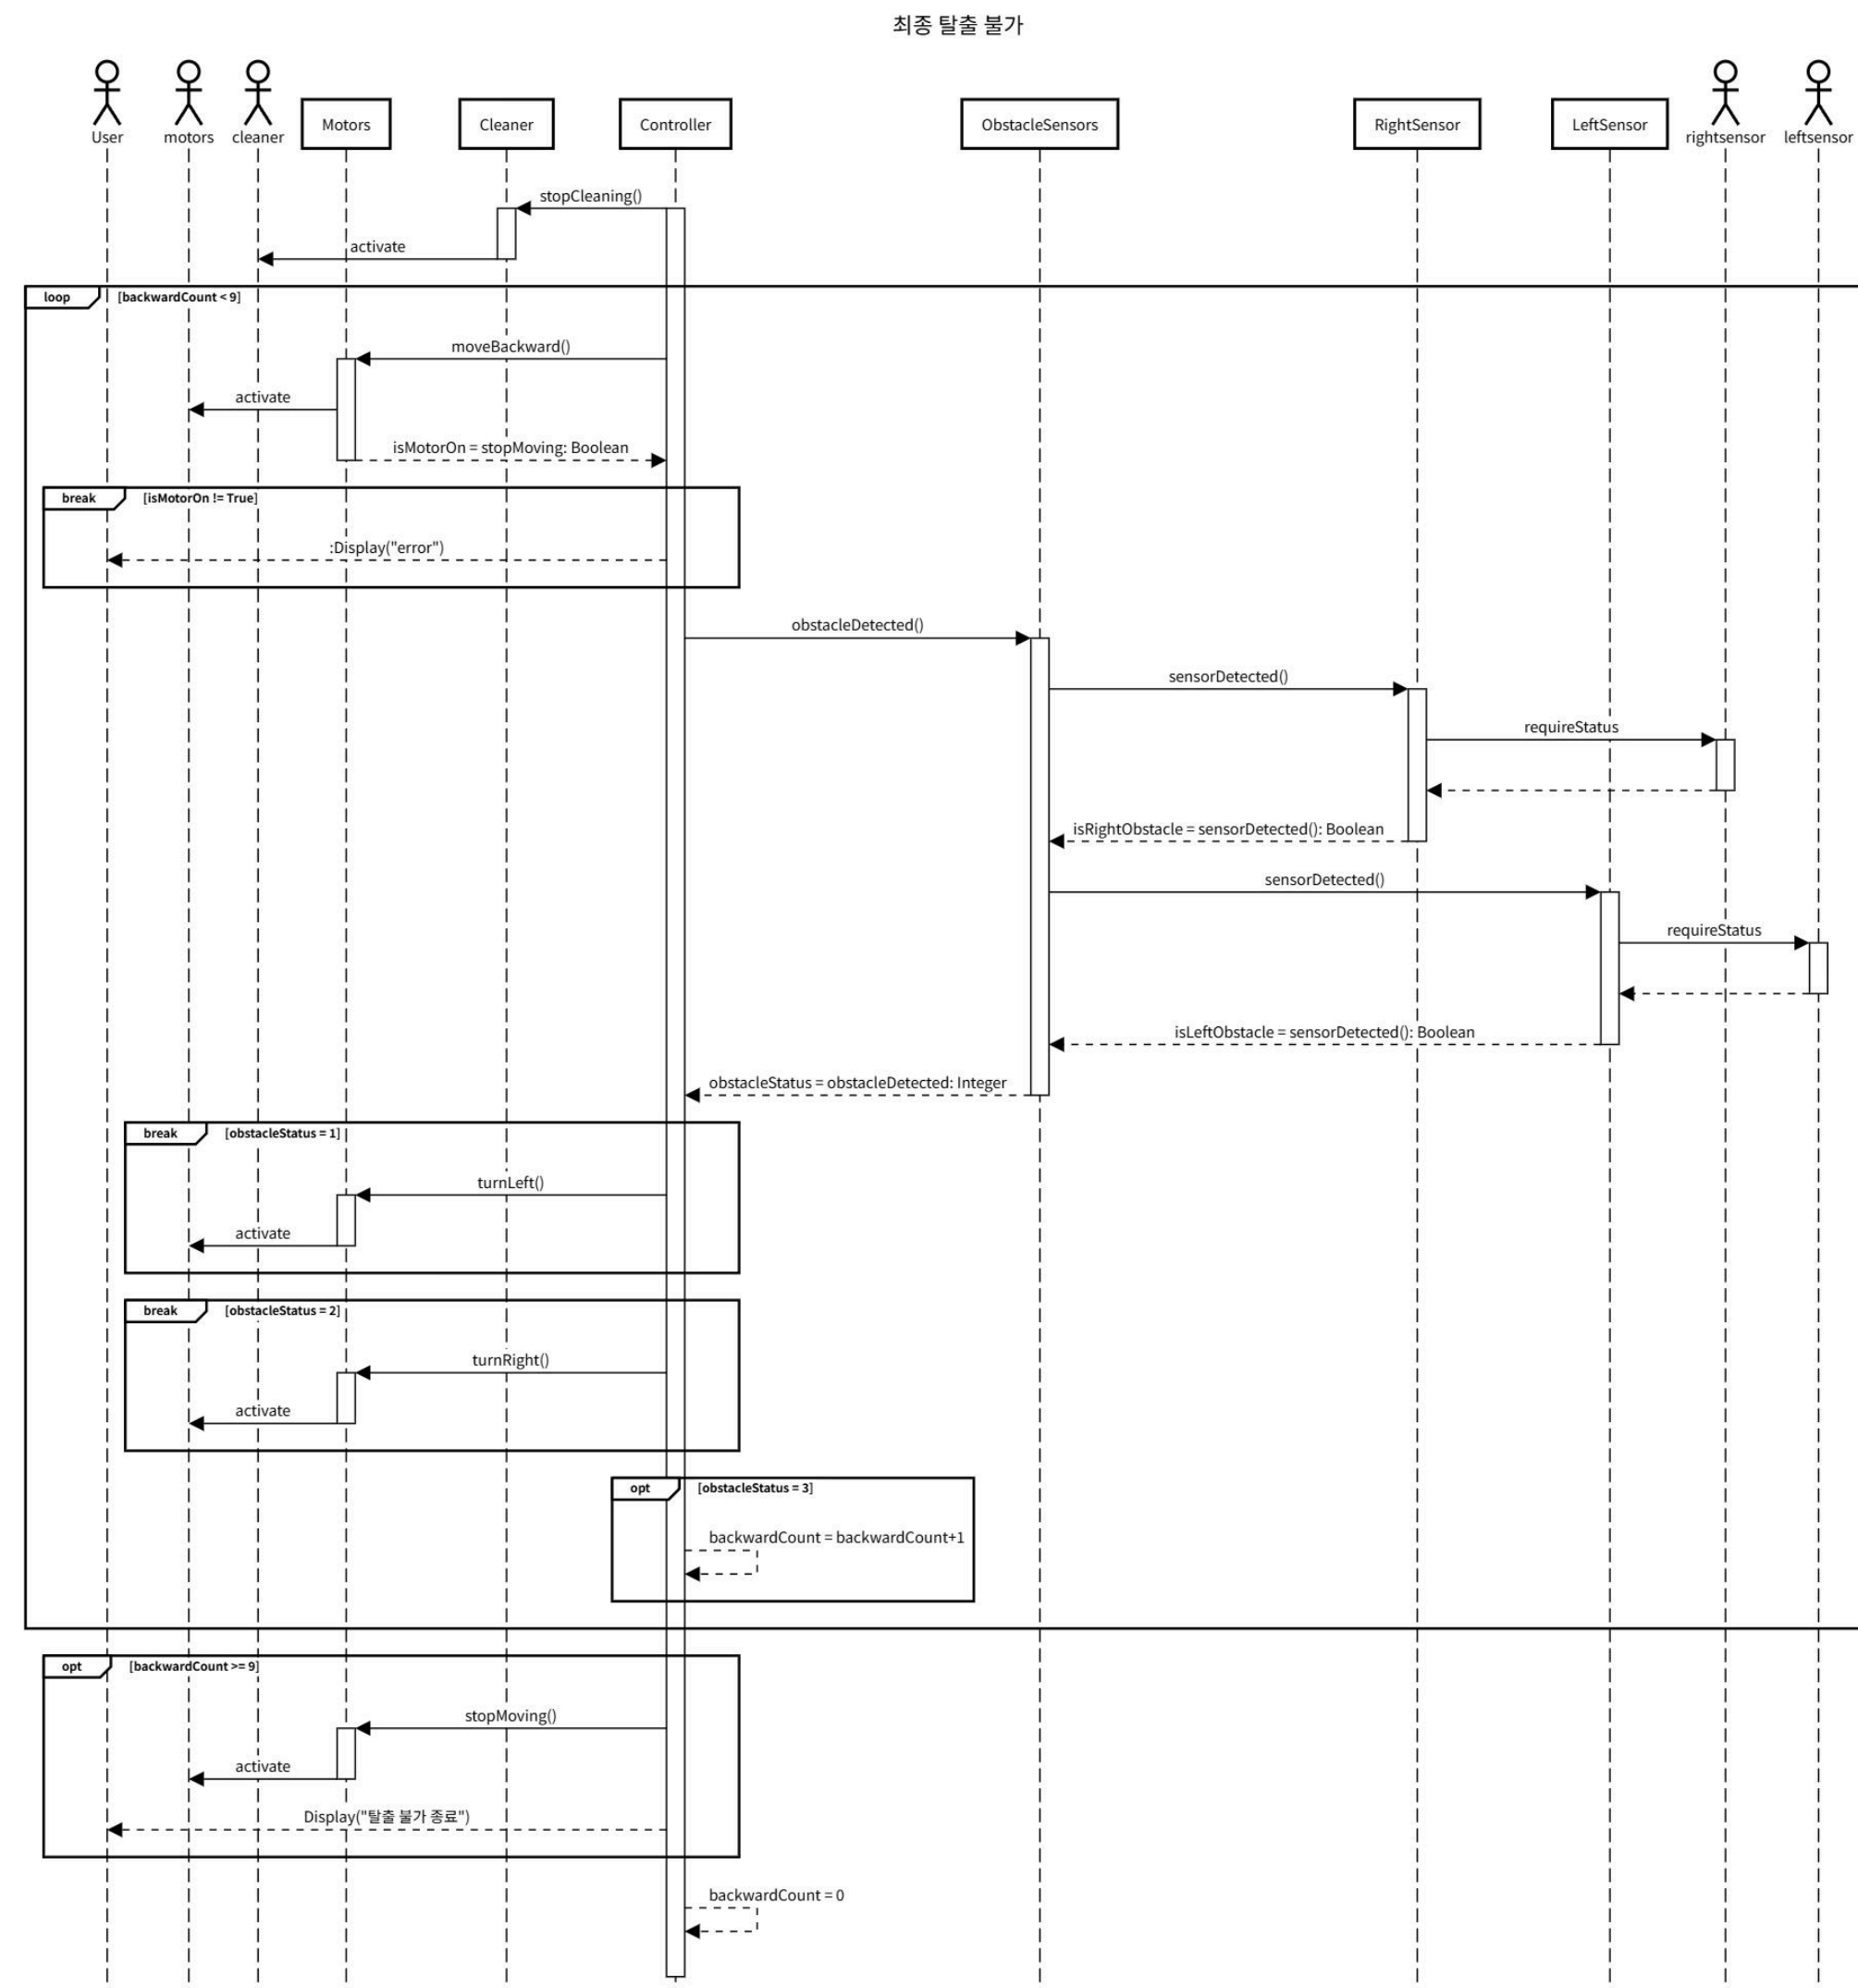 최종 탈출 불가
User
motors
cleaner
Motors
Cleaner
Controller
ObstacleSensors
RightSensor
LeftSensor
rightsensor
leftsensor
stopCleaning()
activate
loop [backwardCount < 9]
moveBackward()
activate
isMotorOn = stopMoving: Boolean
break [isMotorOn != True]
:Display("error")
obstacleDetected()
sensorDetected()
requireStatus
isRightObstacle = sensorDetected(): Boolean
sensorDetected()
requireStatus
isLeftObstacle = sensorDetected(): Boolean
obstacleStatus = obstacleDetected: Integer
break [obstacleStatus = 1]
turnLeft()
activate
break [obstacleStatus = 2]
turnRight()
activate
opt [obstacleStatus = 3]
backwardCount = backwardCount+1
opt [backwardCount >= 9]
stopMoving()
activate
Display("탈출 불가 종료")
backwardCount = 0